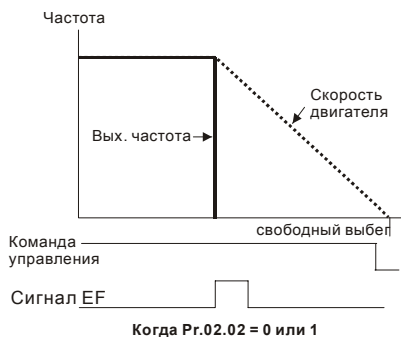 Частота
Скорость
двигателя
Вых. частота
свободный выбег
Команда
управления
Сигнал EF
Когда Pr.02.02 = 0 или 1